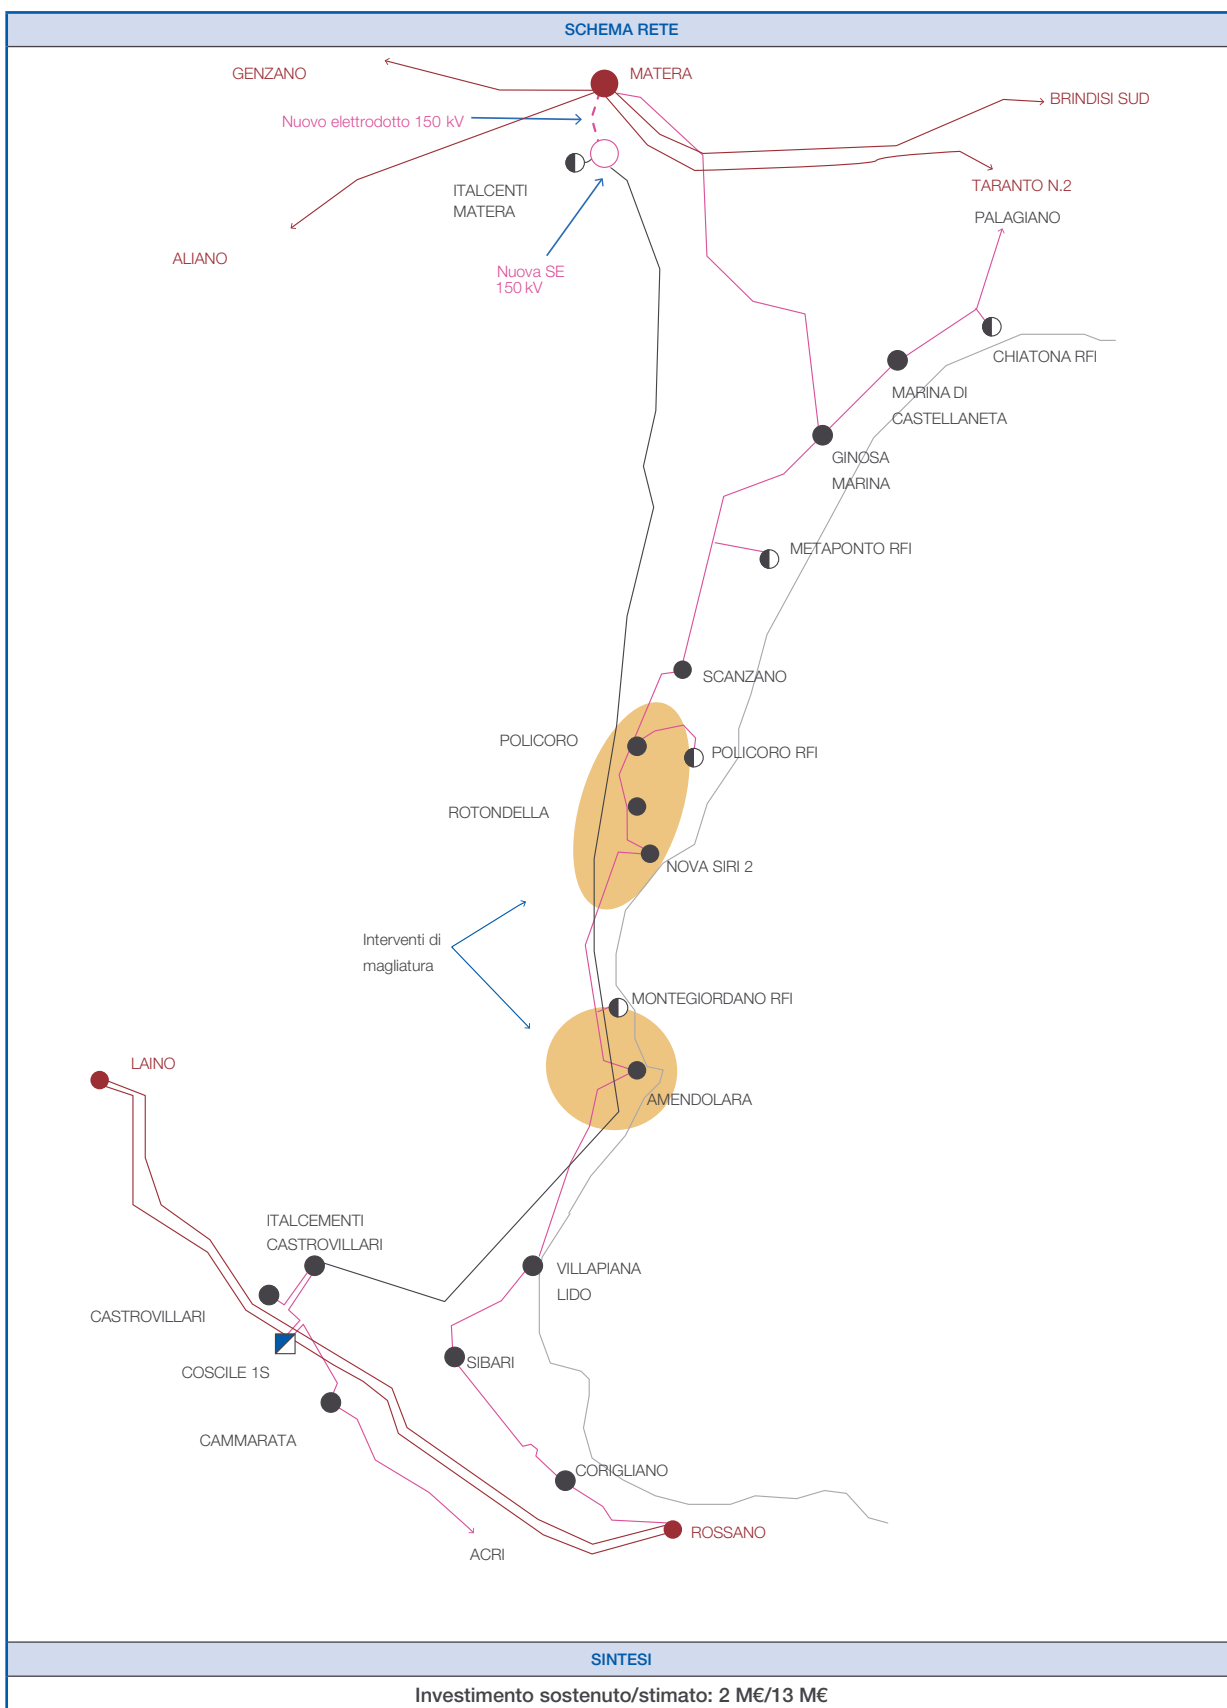 SCHEMA RETE
GENZANO
MATERA
BRINDISI SUD
Nuovo elettrodotto 150 kV
ITALCENTI
MATERA
TARANTO N.2
PALAGIANO
ALIANO
Nuova SE
150 kV
CHIATONA RFI
MARINA DI
CASTELLANETA
GINOSA
MARINA
METAPONTO RFI
SCANZANO
POLICORO
POLICORO RFI
ROTONDELLA
NOVA SIRI 2
Interventi di
magliatura
MONTEGIORDANO RFI
LAINO
AMENDOLARA
ITALCEMENTI
CASTROVILLARI
VILLAPIANA
LIDO
CASTROVILLARI
COSCILE 1S
SIBARI
CAMMARATA
CORIGLIANO
ROSSANO
ACRI
SINTESI
Investimento sostenuto/stimato: 2 M€/13 M€